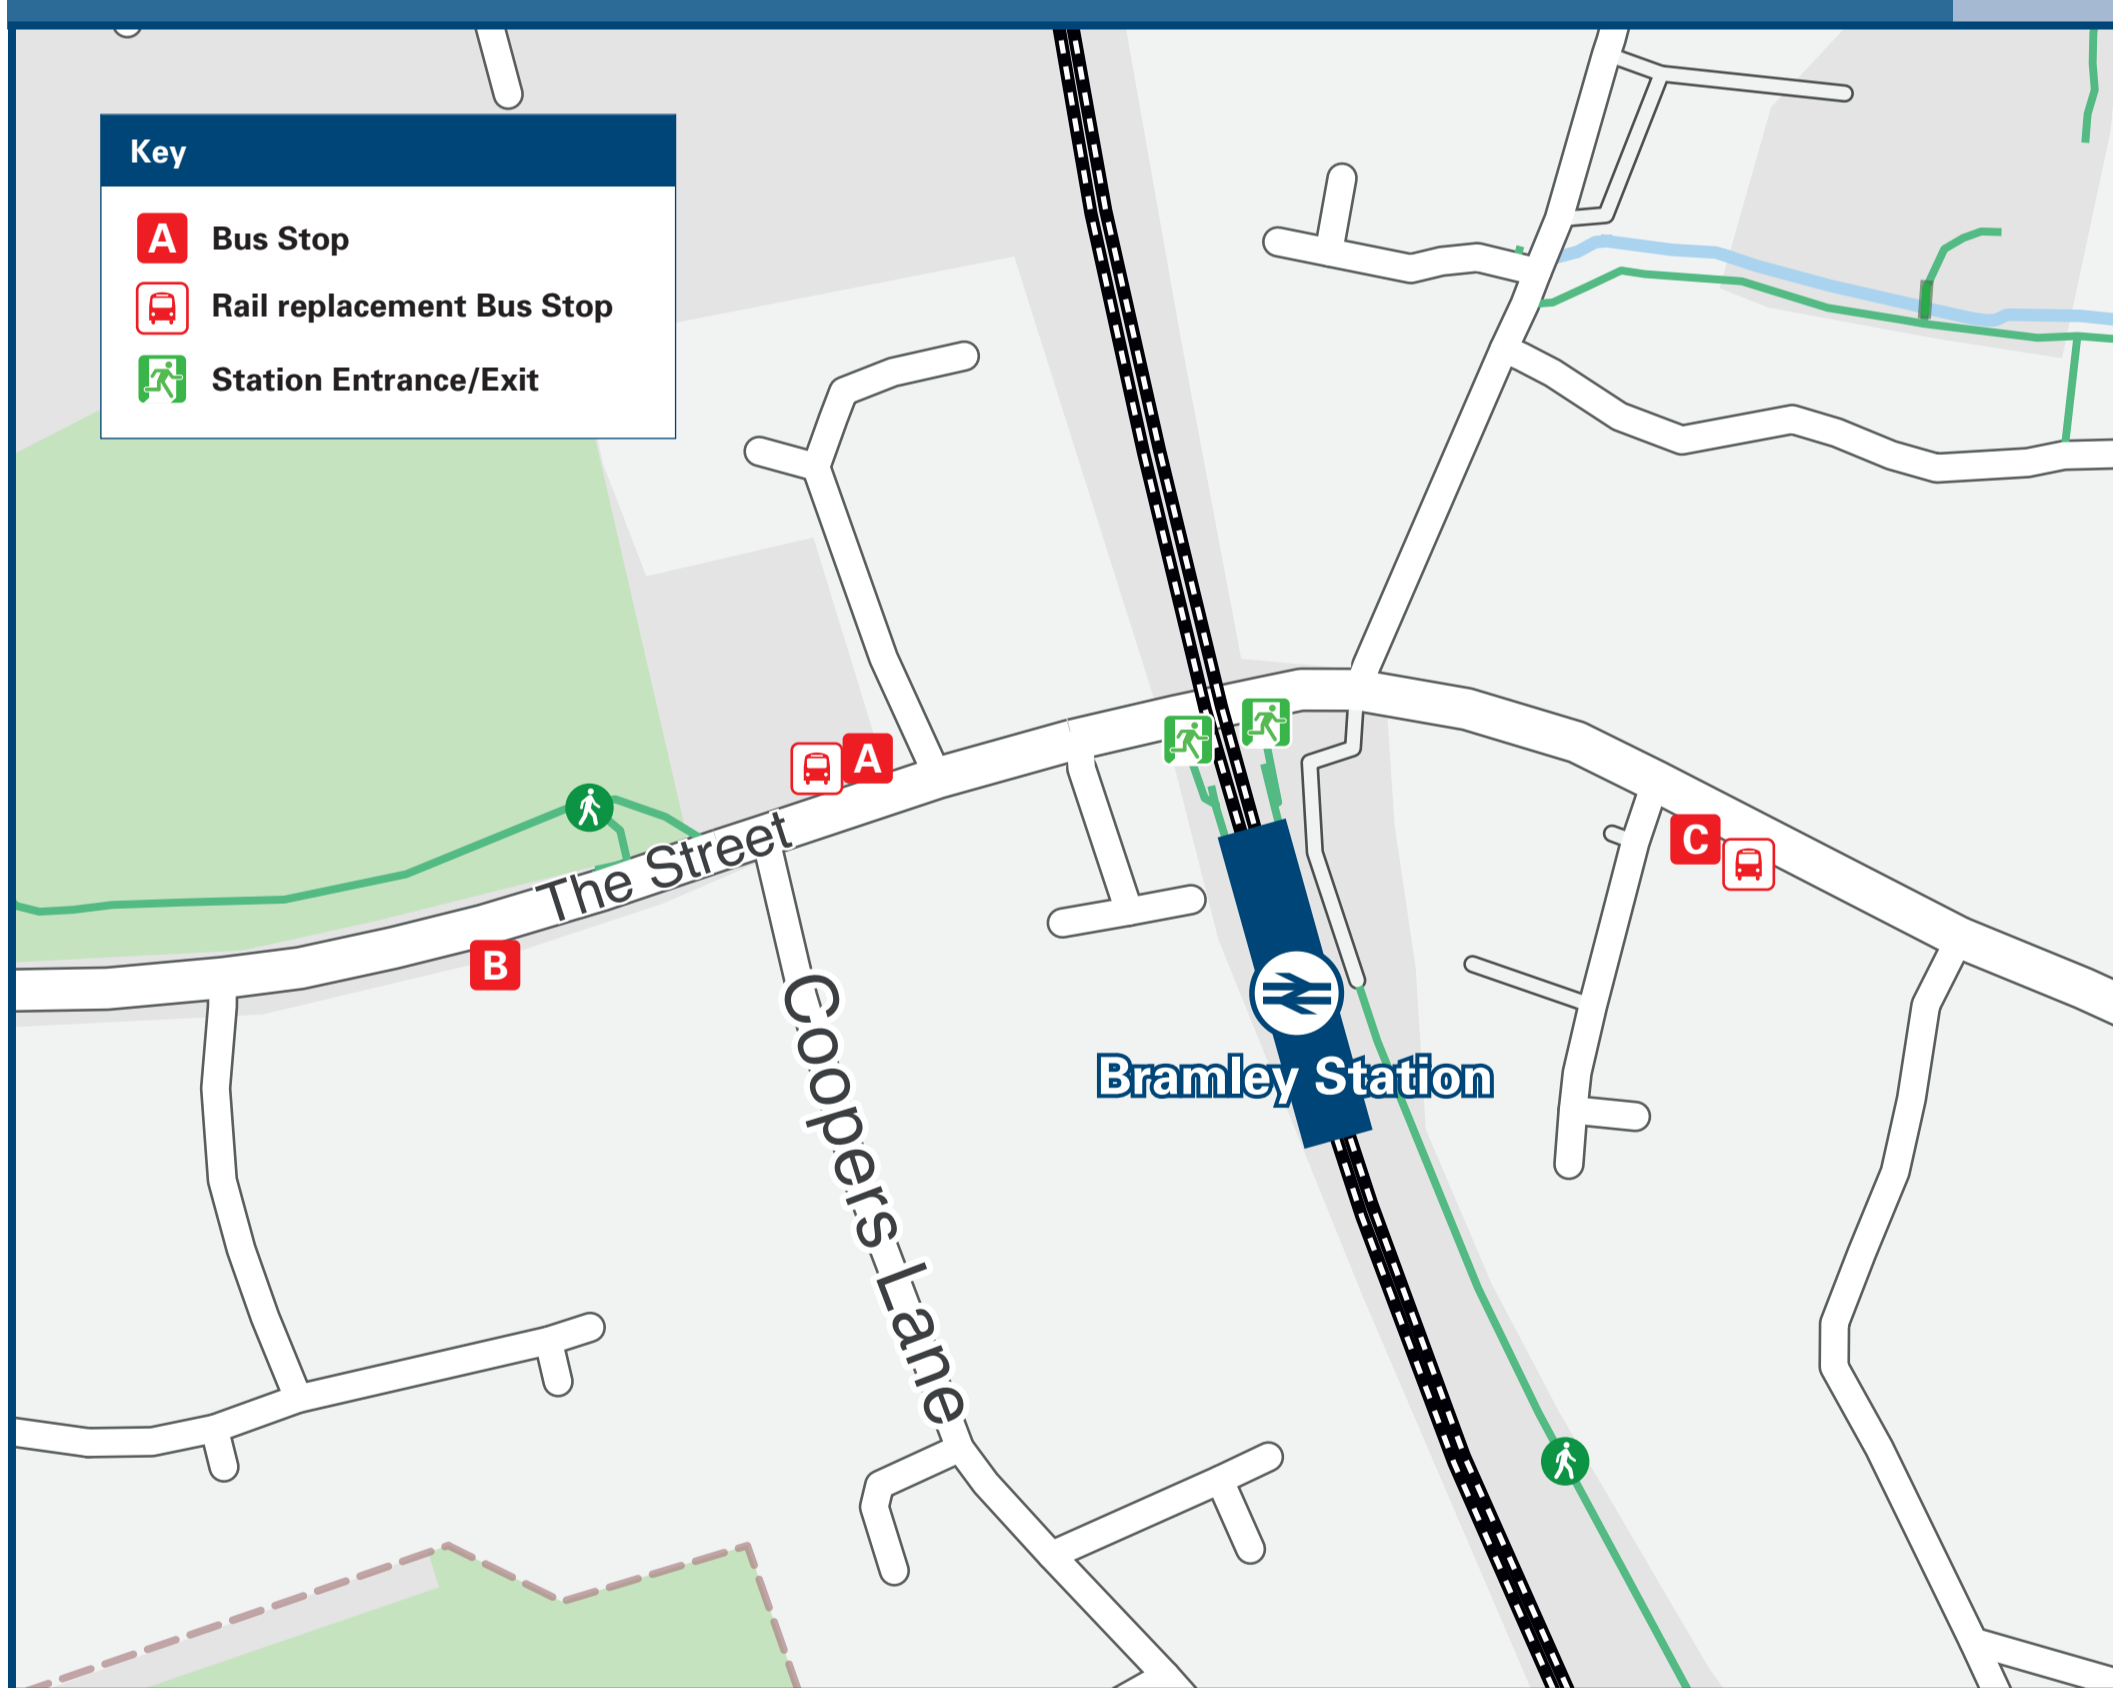 Key
A Bus Stop
Rail replacement Bus Stop
Station Entrance/Exit
A
The Street
C
B
Coopers Lane
Bramley Station